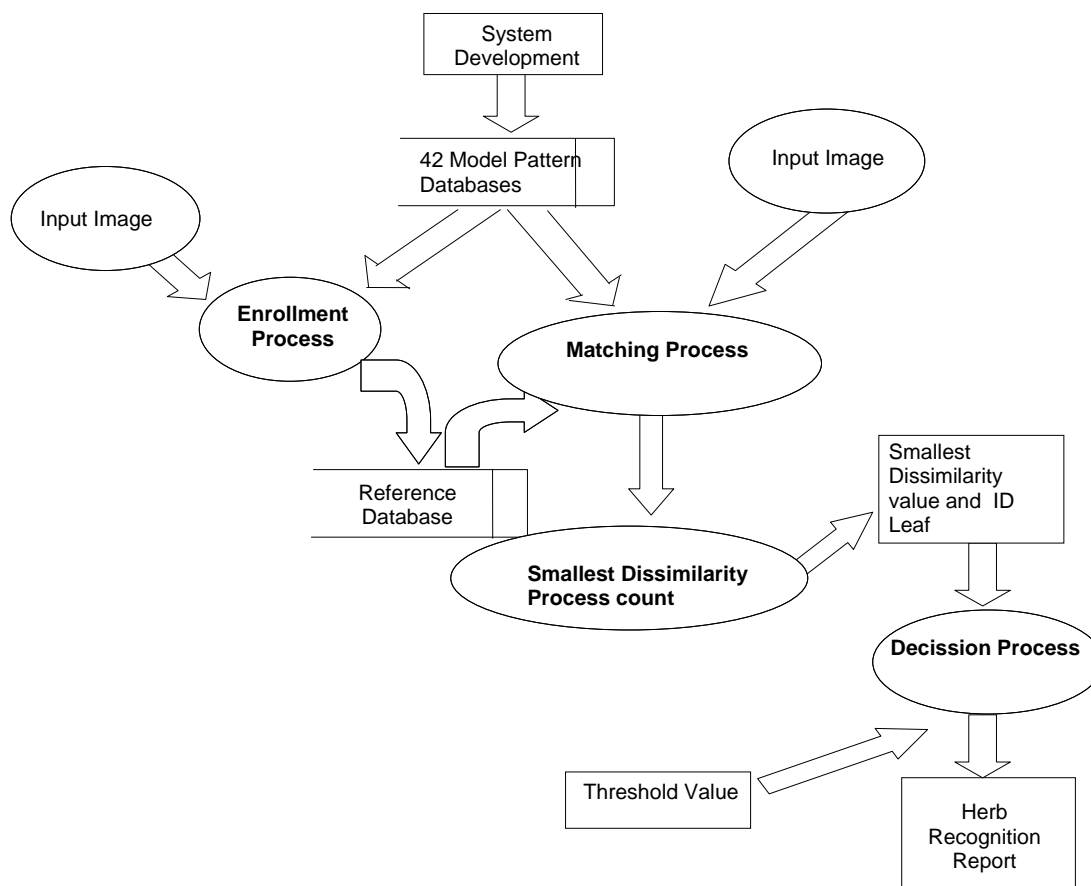 System
Development
42 Model Pattern
Databases
Input Image
Input Image
Enrollment
Process
Matching Process
Reference
Database
Smallest
Dissimilarity
value and  ID
Leaf
Smallest Dissimilarity
Process count
Decission Process
Threshold Value
Herb
Recognition
Report